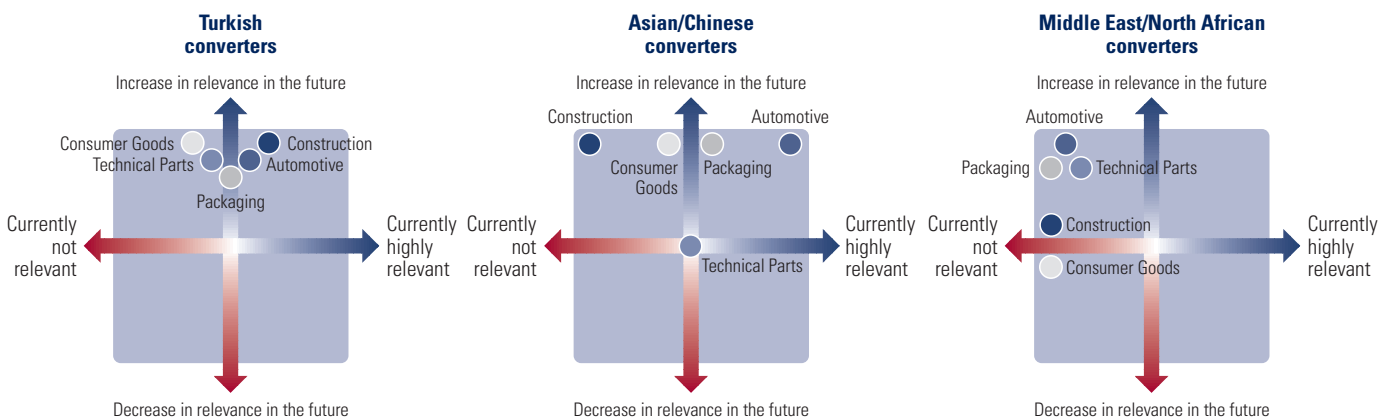 Turkish
converters
Increase in relevance in the future
Consumer Goods
Construction
Technical Parts
Automotive
Packaging
Currently
not
relevant
Currently
highly
relevant
Decrease in relevance in the future
Asian/Chinese
converters
Increase in relevance in the future
Construction
Automotive
Consumer
Goods
Packaging
Currently
not
relevant
Currently
highly
relevant
Technical Parts
Decrease in relevance in the future
Middle East/North African
converters
Increase in relevance in the future
Automotive
Packaging
Technical Parts
Construction
Currently
not
relevant
Currently
highly
relevant
Consumer Goods
Decrease in relevance in the future